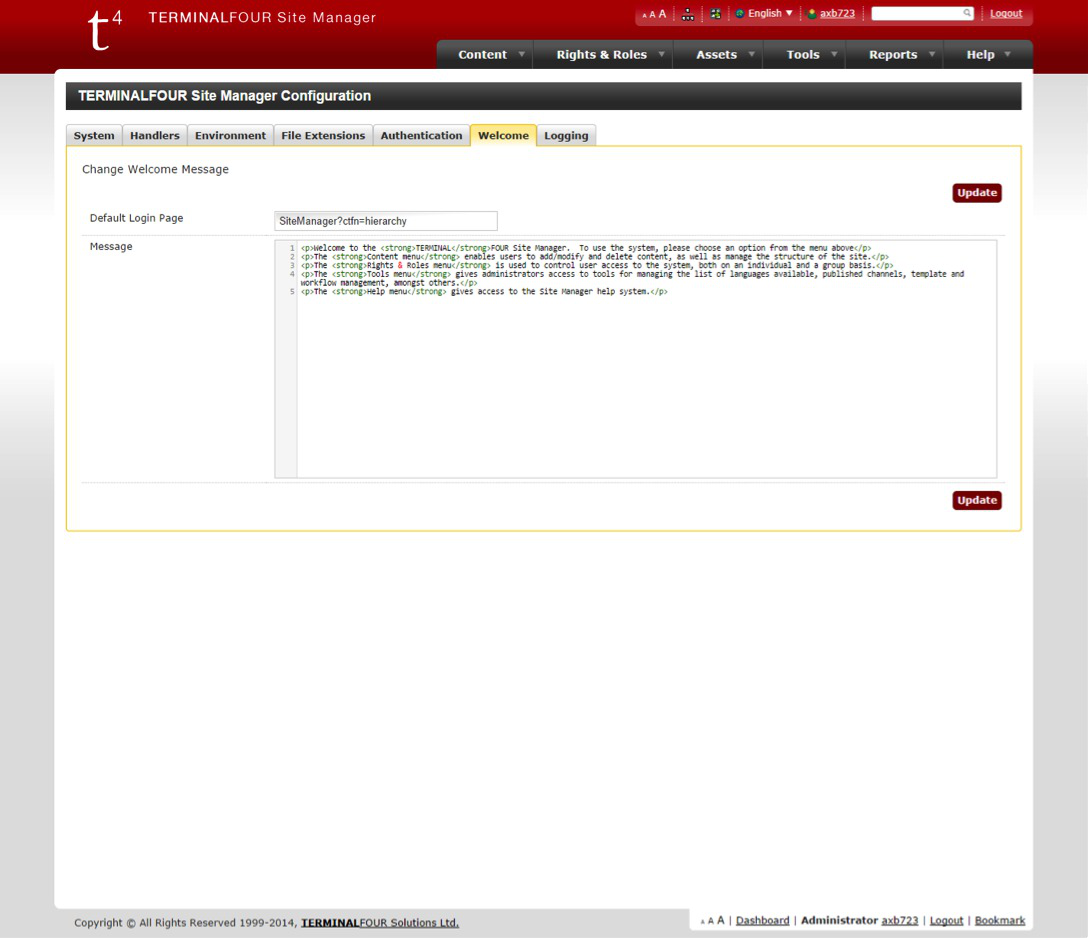 t4 TERMINALFOUR Site Manager
A A A English ▼ axb723 Logout
Content ▼ Rights & Roles ▼ Assets ▼ Tools ▼ Reports ▼ Help ▼
TERMINALFOUR Site Manager Configuration
System Handlers Environment File Extensions Authentication Welcome Logging
Change Welcome Message
Update
Default Login Page SiteManager?ctfn=hierarchy
Message
1 <p>Welcome to the <strong>TERMINAL</strong>FOUR Site Manager.  To use the system, please choose an option from the menu above</p>
2 <p>The <strong>Content menu</strong> enables users to add/modify and delete content, as well as manage the structure of the site.</p>
3 <p>The <strong>Rights & Roles menu</strong> is used to control user access to the system, both on an individual and a group basis.</p>
4 <p>The <strong>Tools menu</strong> gives administrators access to tools for managing the list of languages available, published channels, template and
workflow management, amongst others.</p>
5 <p>The <strong>Help menu</strong> gives access to the Site Manager help system.</p>
Update
Copyright © All Rights Reserved 1999-2014, TERMINALFOUR Solutions Ltd.
A A A | Dashboard | Administrator axb723 | Logout | Bookmark